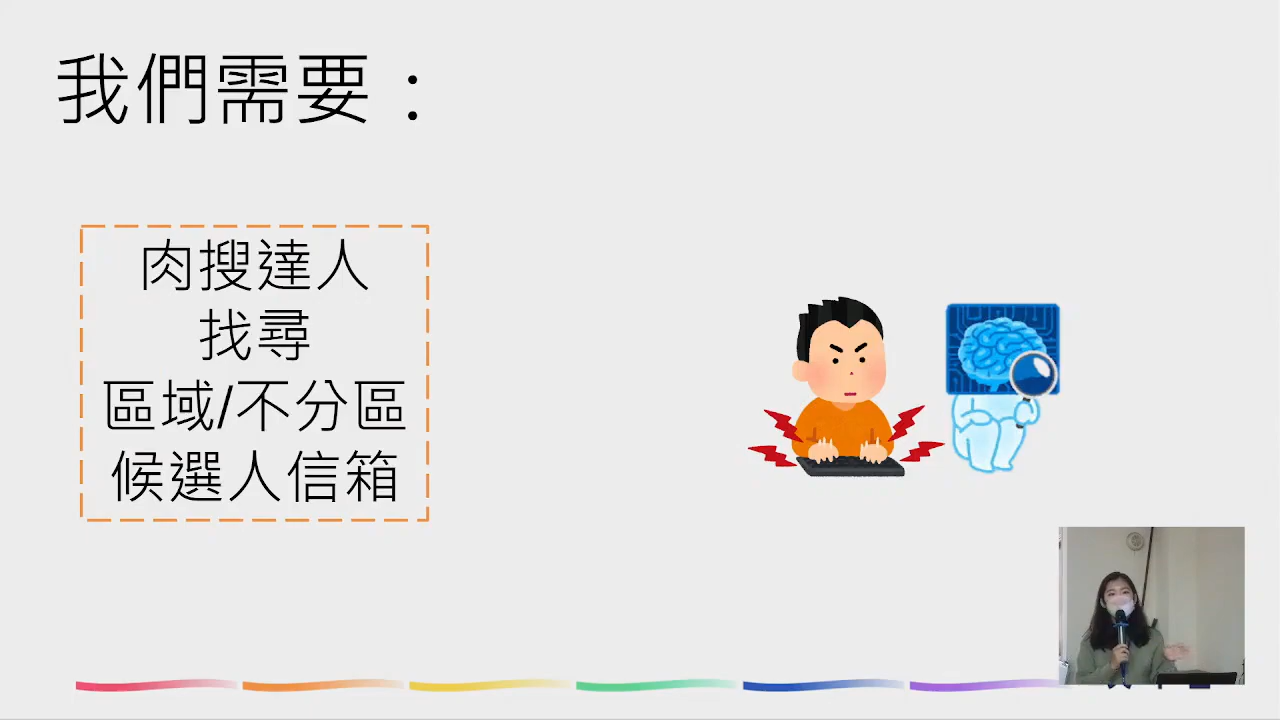 我們需要：
肉搜達人
找尋
區域/不分區
候選人信箱